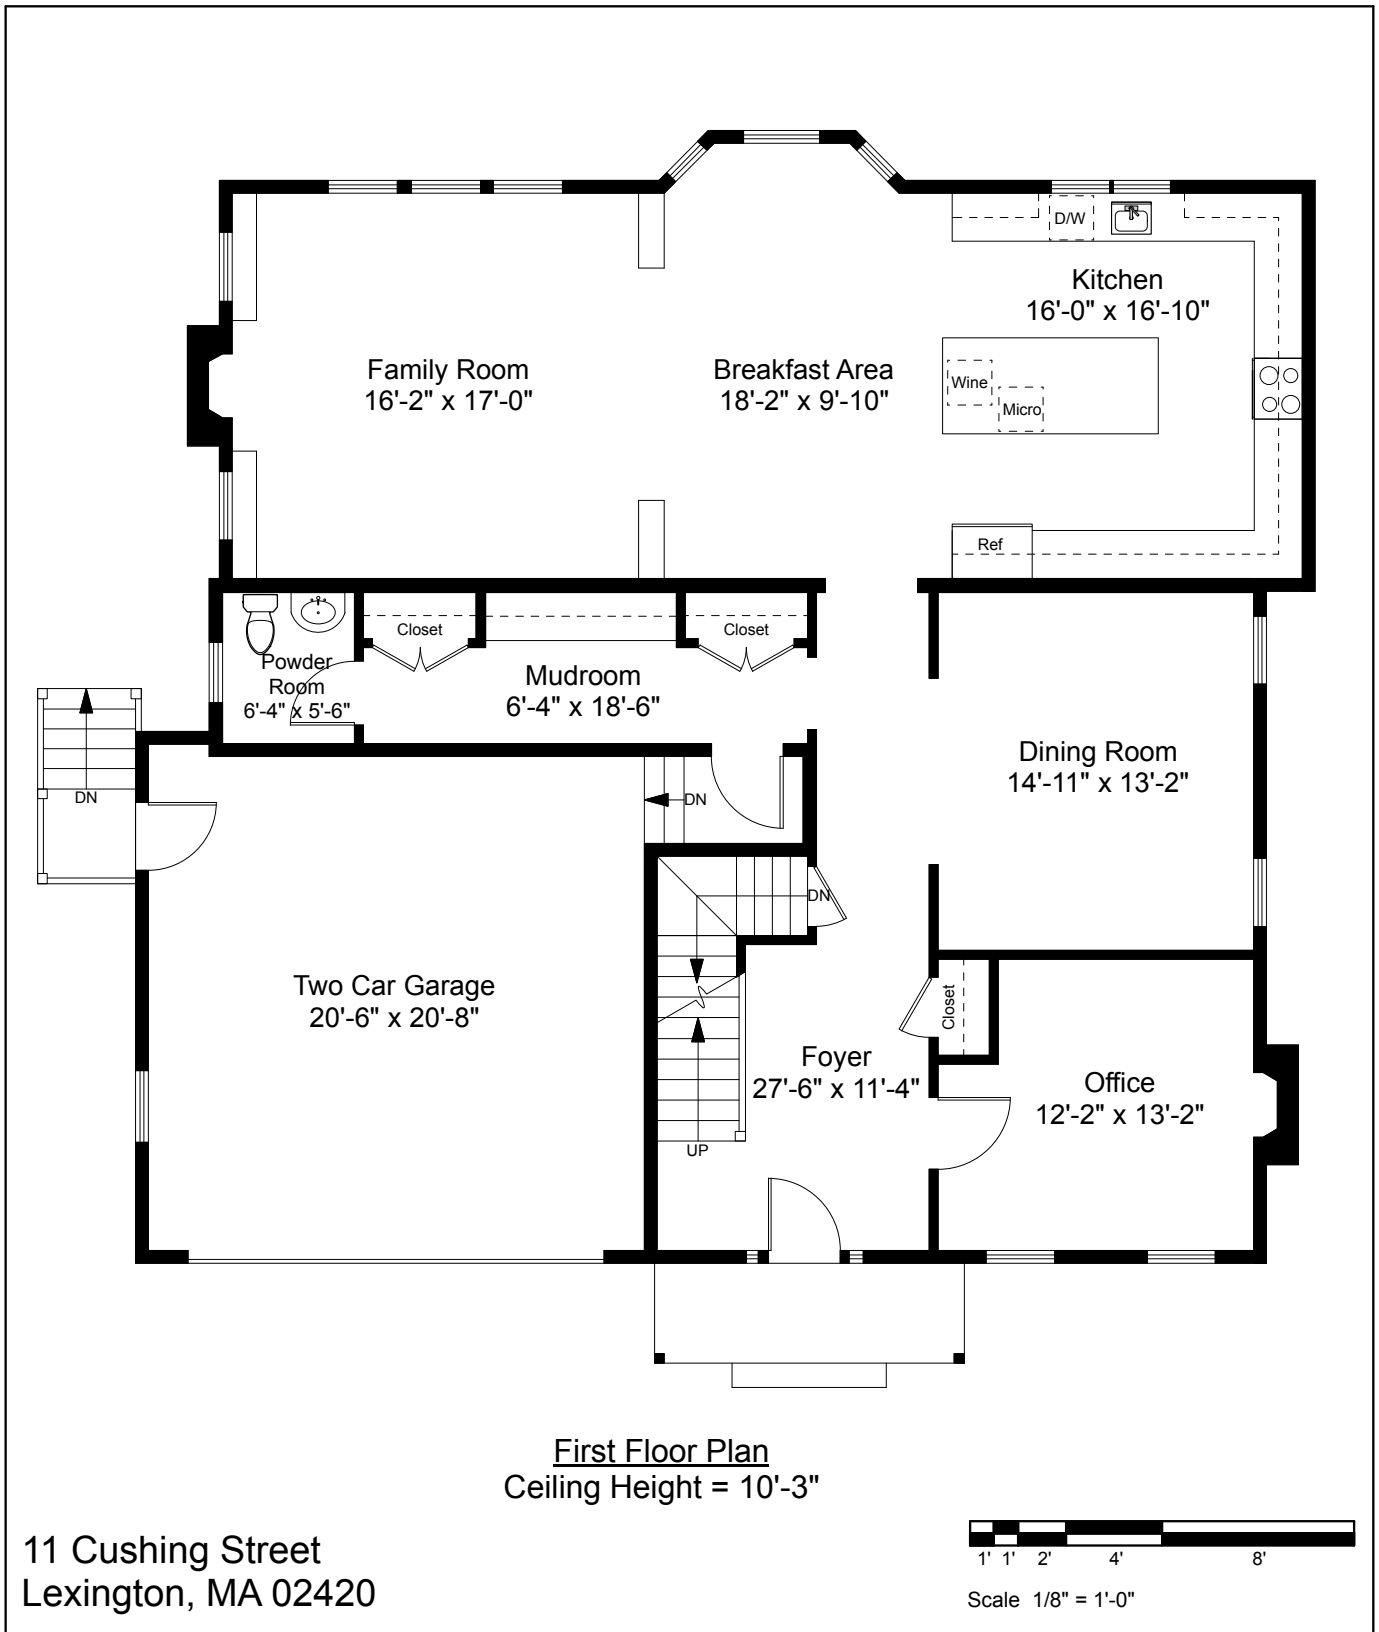 D/W
Kitchen
16'-0" x 16'-10"
Family Room
16'-2" x 17'-0"
Breakfast Area
18'-2" x 9'-10"
Wine
Micro
Ref
Closet
Closet
Powder
Room
6'-4" x 5'-6"
Mudroom
6'-4" x 18'-6"
Dining Room
14'-11" x 13'-2"
DN
DN
DN
Two Car Garage
20'-6" x 20'-8"
Closet
Foyer
27'-6" x 11'-4"
Office
12'-2" x 13'-2"
UP
First Floor Plan
Ceiling Height = 10'-3"
11 Cushing Street
Lexington, MA 02420
1' 1' 2' 4' 8'
Scale 1/8" = 1'-0"